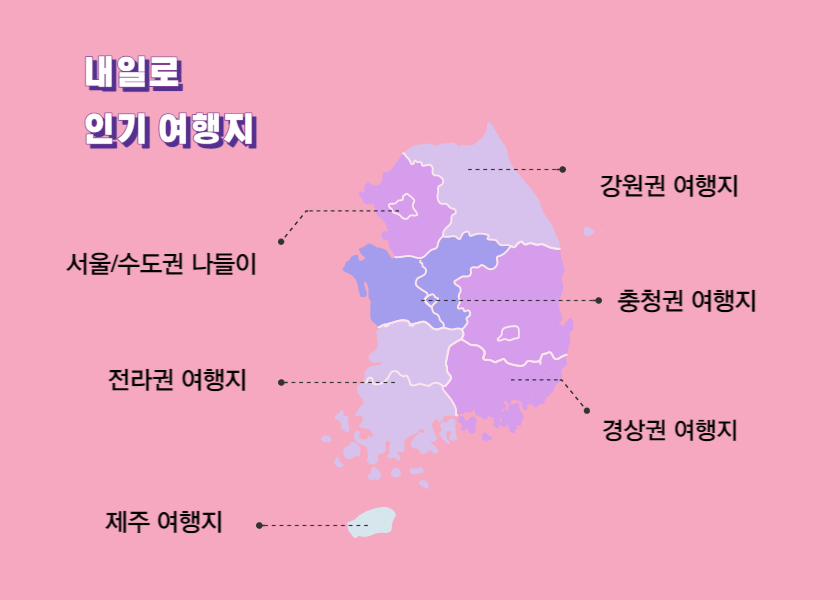 내일로
인기 여행지
강원권 여행지
서울/수도권 나들이
충청권 여행지
전라권 여행지
경상권 여행지
제주 여행지